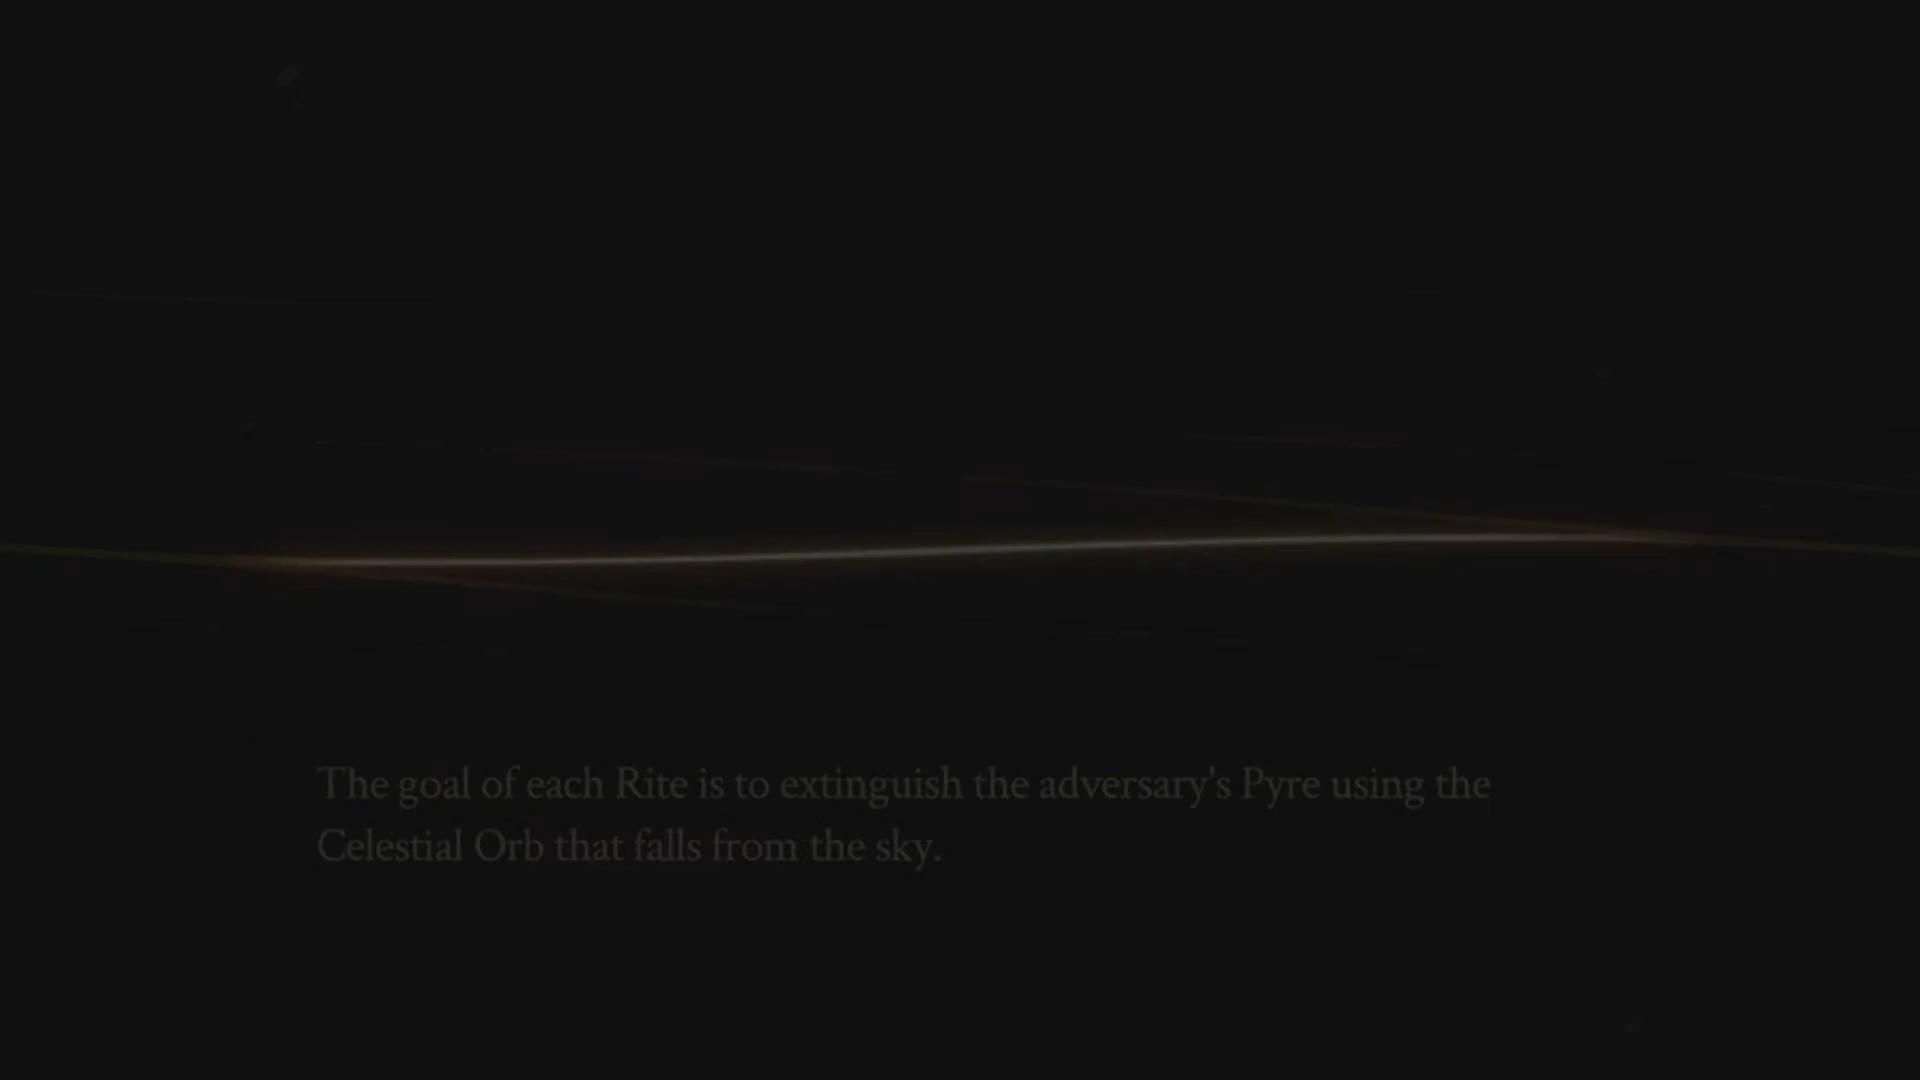 The goal of each Rite is to extinguish the adversary's Pyre using the
Celestial Orb that falls from the sky.